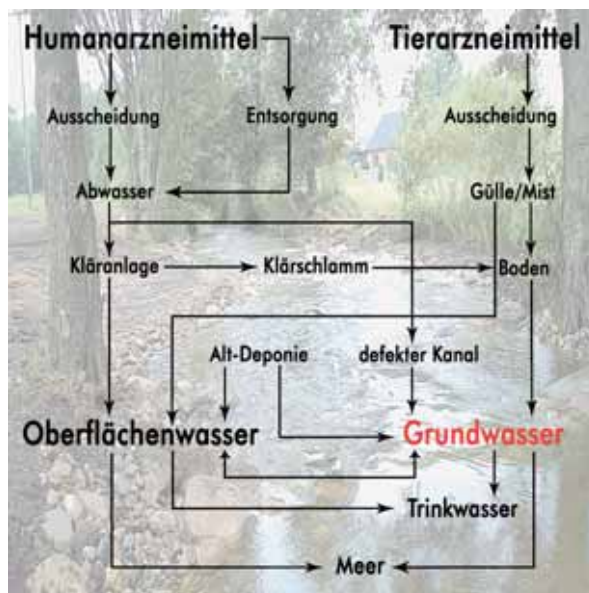 Humanarzneimittel Tierarzneimittel
Ausscheidung Entsorgung Ausscheidung
Abwasser Gülle/Mist
Kläranlage Klärschlamm Boden
Alt-Deponie defekter Kanal
Oberflächenwasser Grundwasser
Trinkwasser
Meer